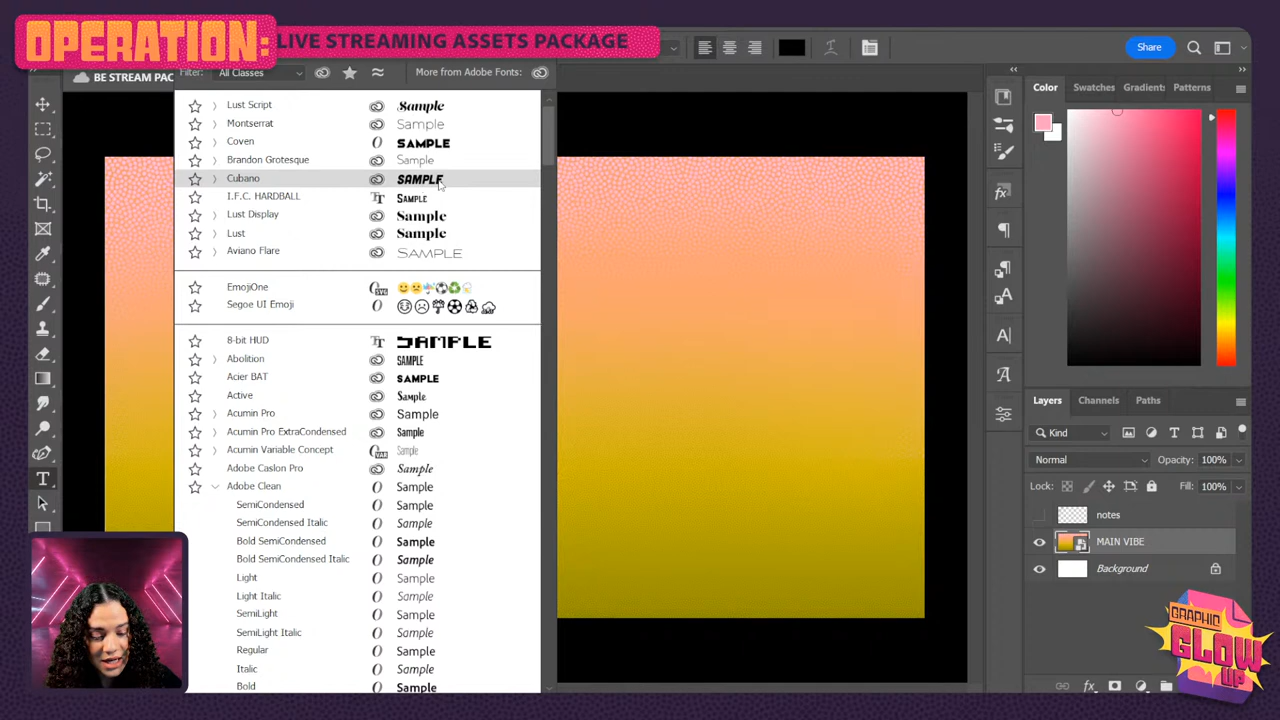 OPERATION:
LIVE STREAMING ASSETS PACKAGE
Share
BE STREAM PAC
Filter: All Classes
More from Adobe Fonts:
Lust Script Sample
Montserrat Sample
Coven SAMPLE
Brandon Grotesque Sample
Cubano SAMPLE
I.F.C. HARDBALL SAMPLE
Lust Display Sample
Lust Sample
Aviano Flare SAMPLE
EmojiOne
Segoe UI Emoji
8-bit HUD SAMPLE
Abolition SAMPLE
Acier BAT SAMPLE
Active Sample
Acumin Pro Sample
Acumin Pro ExtraCondensed Sample
Acumin Variable Concept Sample
Adobe Caslon Pro Sample
Adobe Clean Sample
SemiCondensed Sample
SemiCondensed Italic Sample
Bold SemiCondensed Sample
Bold SemiCondensed Italic Sample
Light Sample
Light Italic Sample
SemiLight Sample
SemiLight Italic Sample
Regular Sample
Italic Sample
Bold Sample
Color Swatches Gradient: Patterns
Layers Channels Paths
Kind
Normal Opacity: 100%
Lock: Fill: 100%
notes
MAIN VIBE
Background
GRAPHIC
GLOW
UP